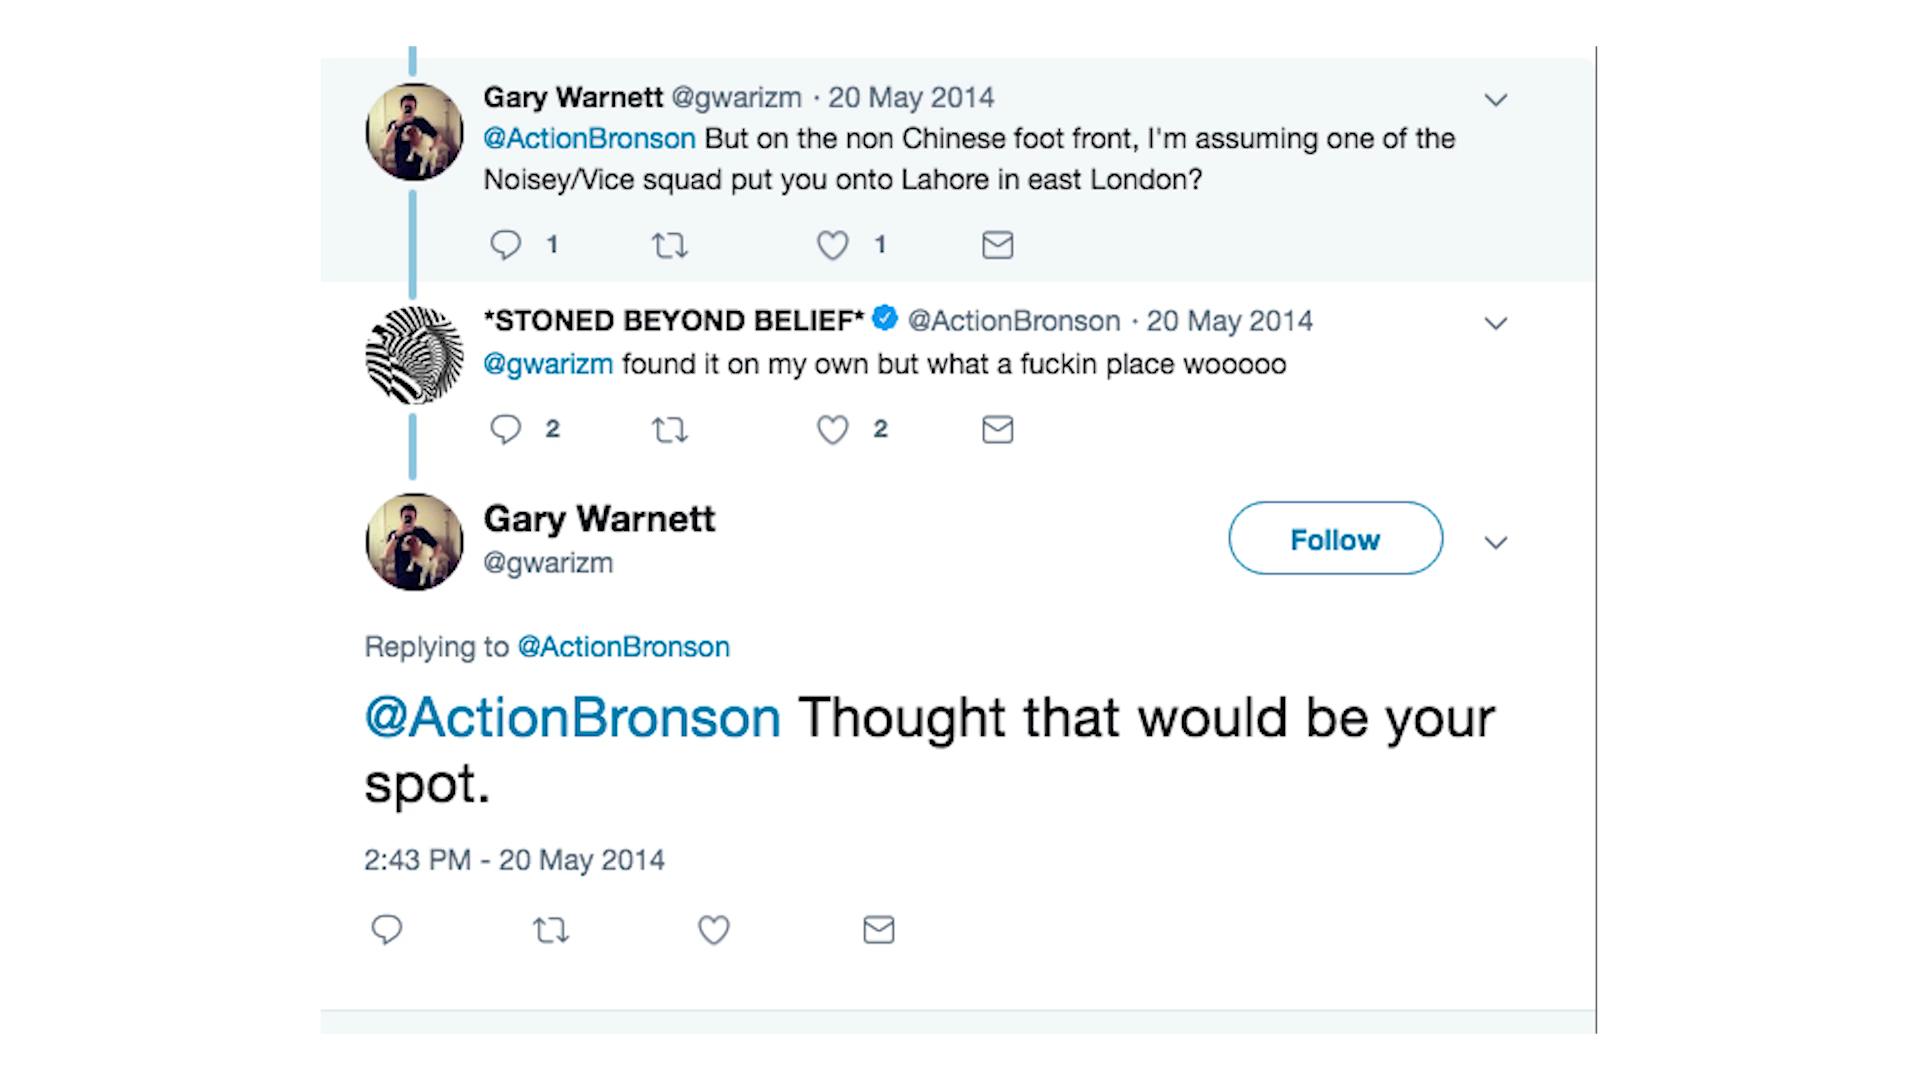 Gary Warnett @gwarizm · 20 May 2014
@ActionBronson But on the non Chinese foot front, I'm assuming one of the
Noisey/Vice squad put you onto Lahore in east London?
1 1
*STONED BEYOND BELIEF* @ActionBronson · 20 May 2014
@gwarizm found it on my own but what a fuckin place wooooo
2 2
Gary Warnett
@gwarizm
Follow
Replying to @ActionBronson
@ActionBronson Thought that would be your
spot.
2:43 PM - 20 May 2014